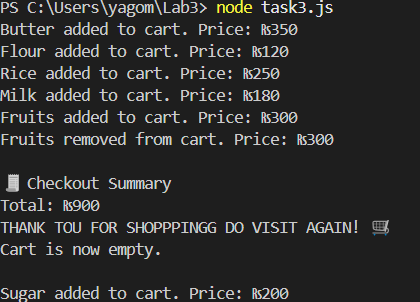 PS C:\Users\yagom\Lab3> node task3.js
Butter added to cart. Price: ₨350
Flour added to cart. Price: ₨120
Rice added to cart. Price: ₨250
Milk added to cart. Price: ₨180
Fruits added to cart. Price: ₨300
Fruits removed from cart. Price: ₨300
🧾 Checkout Summary
Total: ₨900
THANK TOU FOR SHOPPPINGG DO VISIT AGAIN! 🛒
Cart is now empty.
Sugar added to cart. Price: ₨200